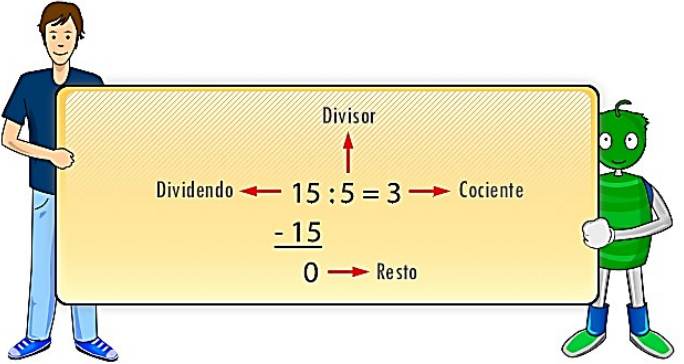 Divisor
Dividendo 15 : 5 = 3 Cociente
- 15
0 Resto